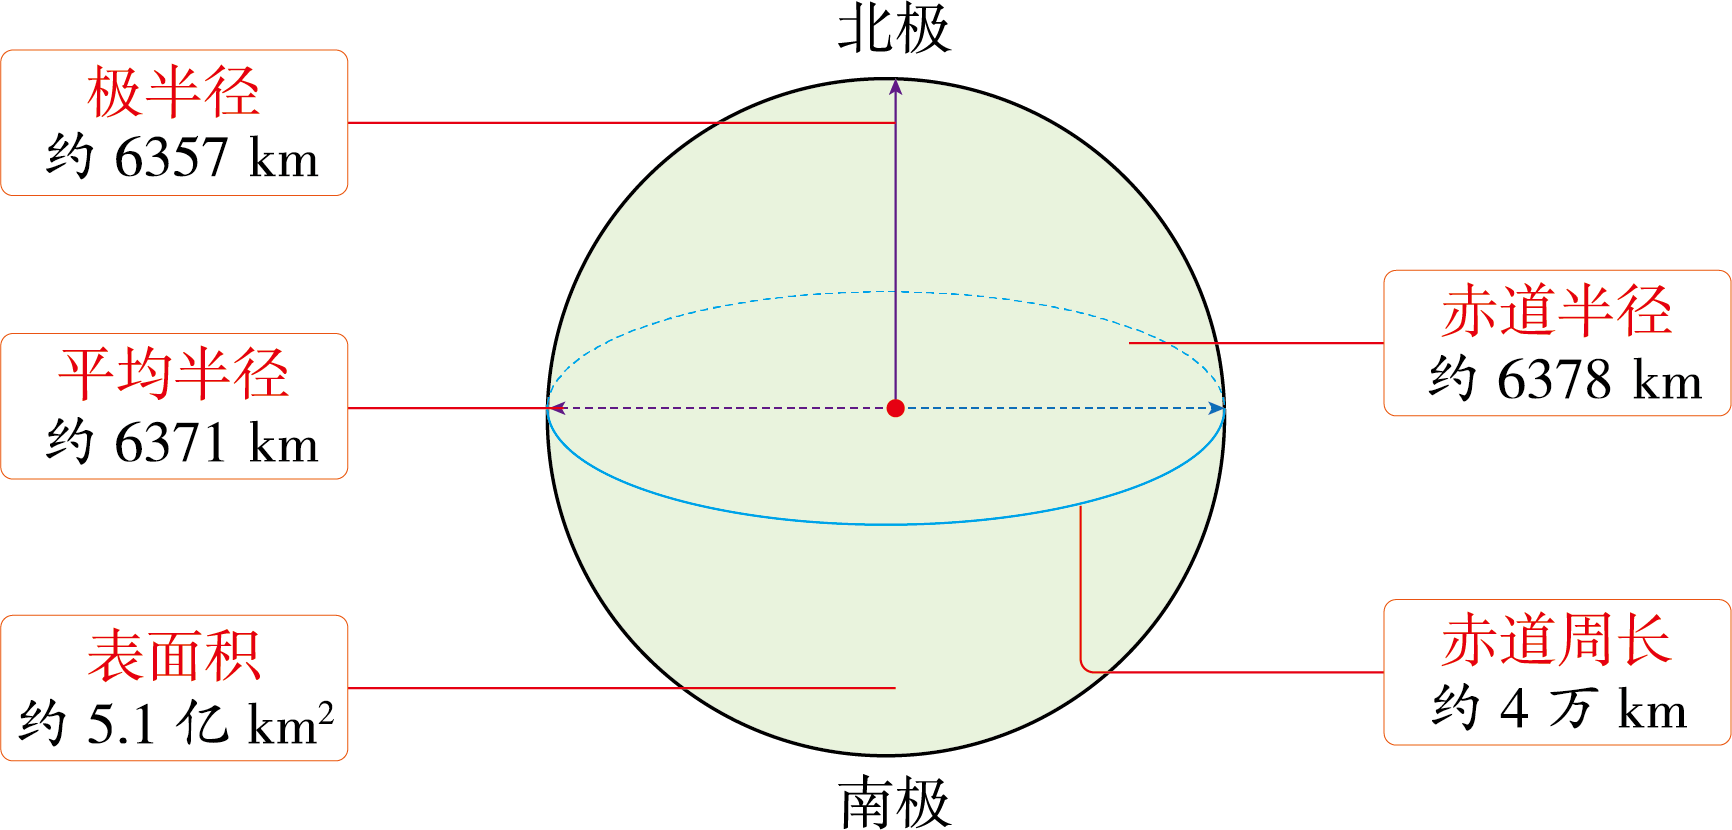 北极
极半径
约 6357 km
平均半径
约 6371 km
表面积
约 5.1 亿 km²
赤道半径
约 6378 km
赤道周长
约 4 万 km
南极